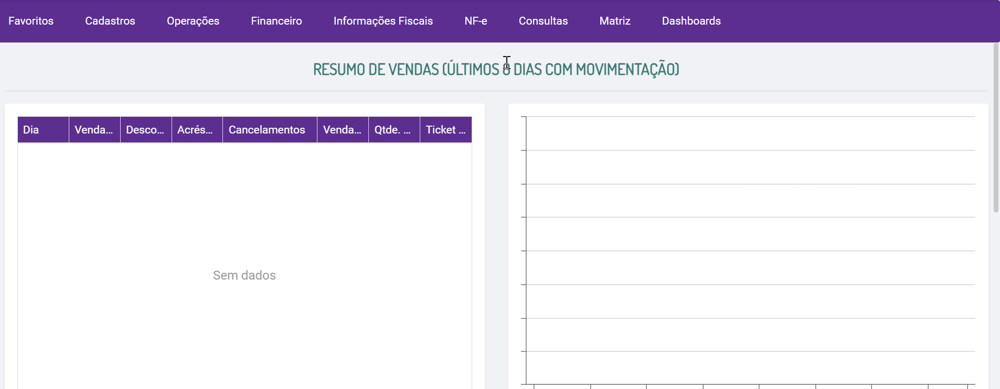 Favoritos Cadastros Operações Financeiro Informações Fiscais NF-e Consultas Matriz Dashboards
RESUMO DE VENDAS (ÚLTIMOS 8 DIAS COM MOVIMENTAÇÃO)
Dia Venda... Desco... Acrés... Cancelamentos Venda... Qtde. ... Ticket ...
Sem dados